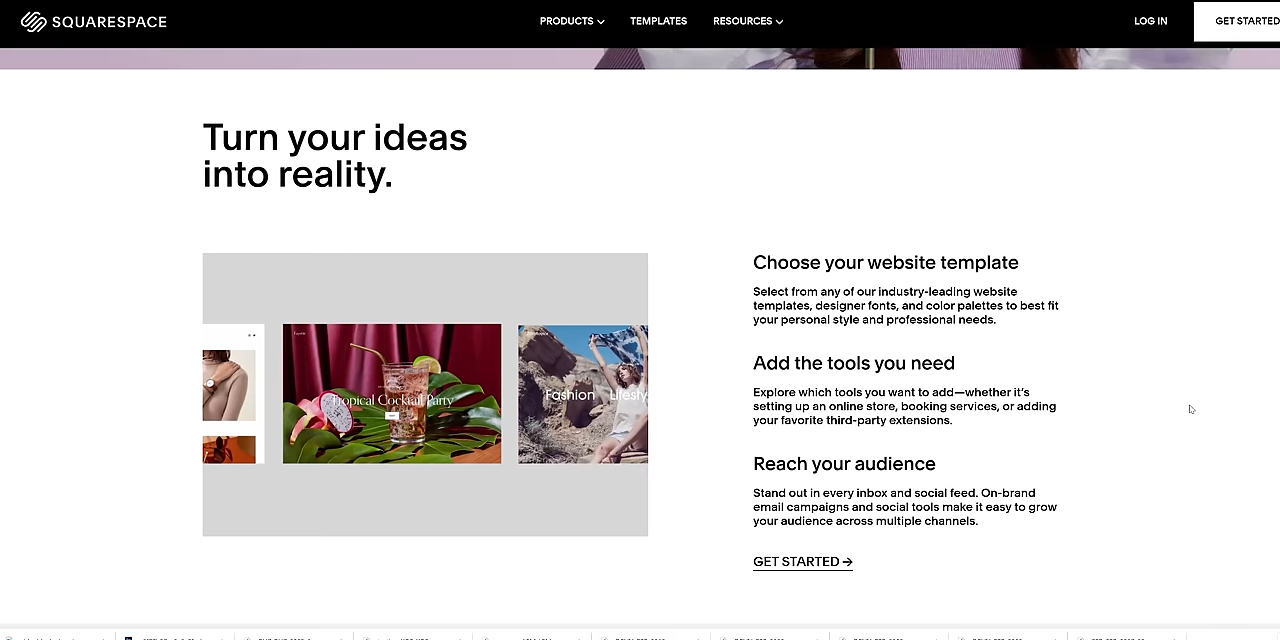 SQUARESPACE
PRODUCTS
TEMPLATES
RESOURCES
LOG IN
GET STARTED
Turn your ideas
into reality.
Tropical Cocktail Party
Fashion
Choose your website template
Select from any of our industry-leading website
templates, designer fonts, and color palettes to best fit
your personal style and professional needs.
Add the tools you need
Explore which tools you want to add—whether it's
setting up an online store, booking services, or adding
your favorite third-party extensions.
Reach your audience
Stand out in every inbox and social feed. On-brand
email campaigns and social tools make it easy to grow
your audience across multiple channels.
GET STARTED →